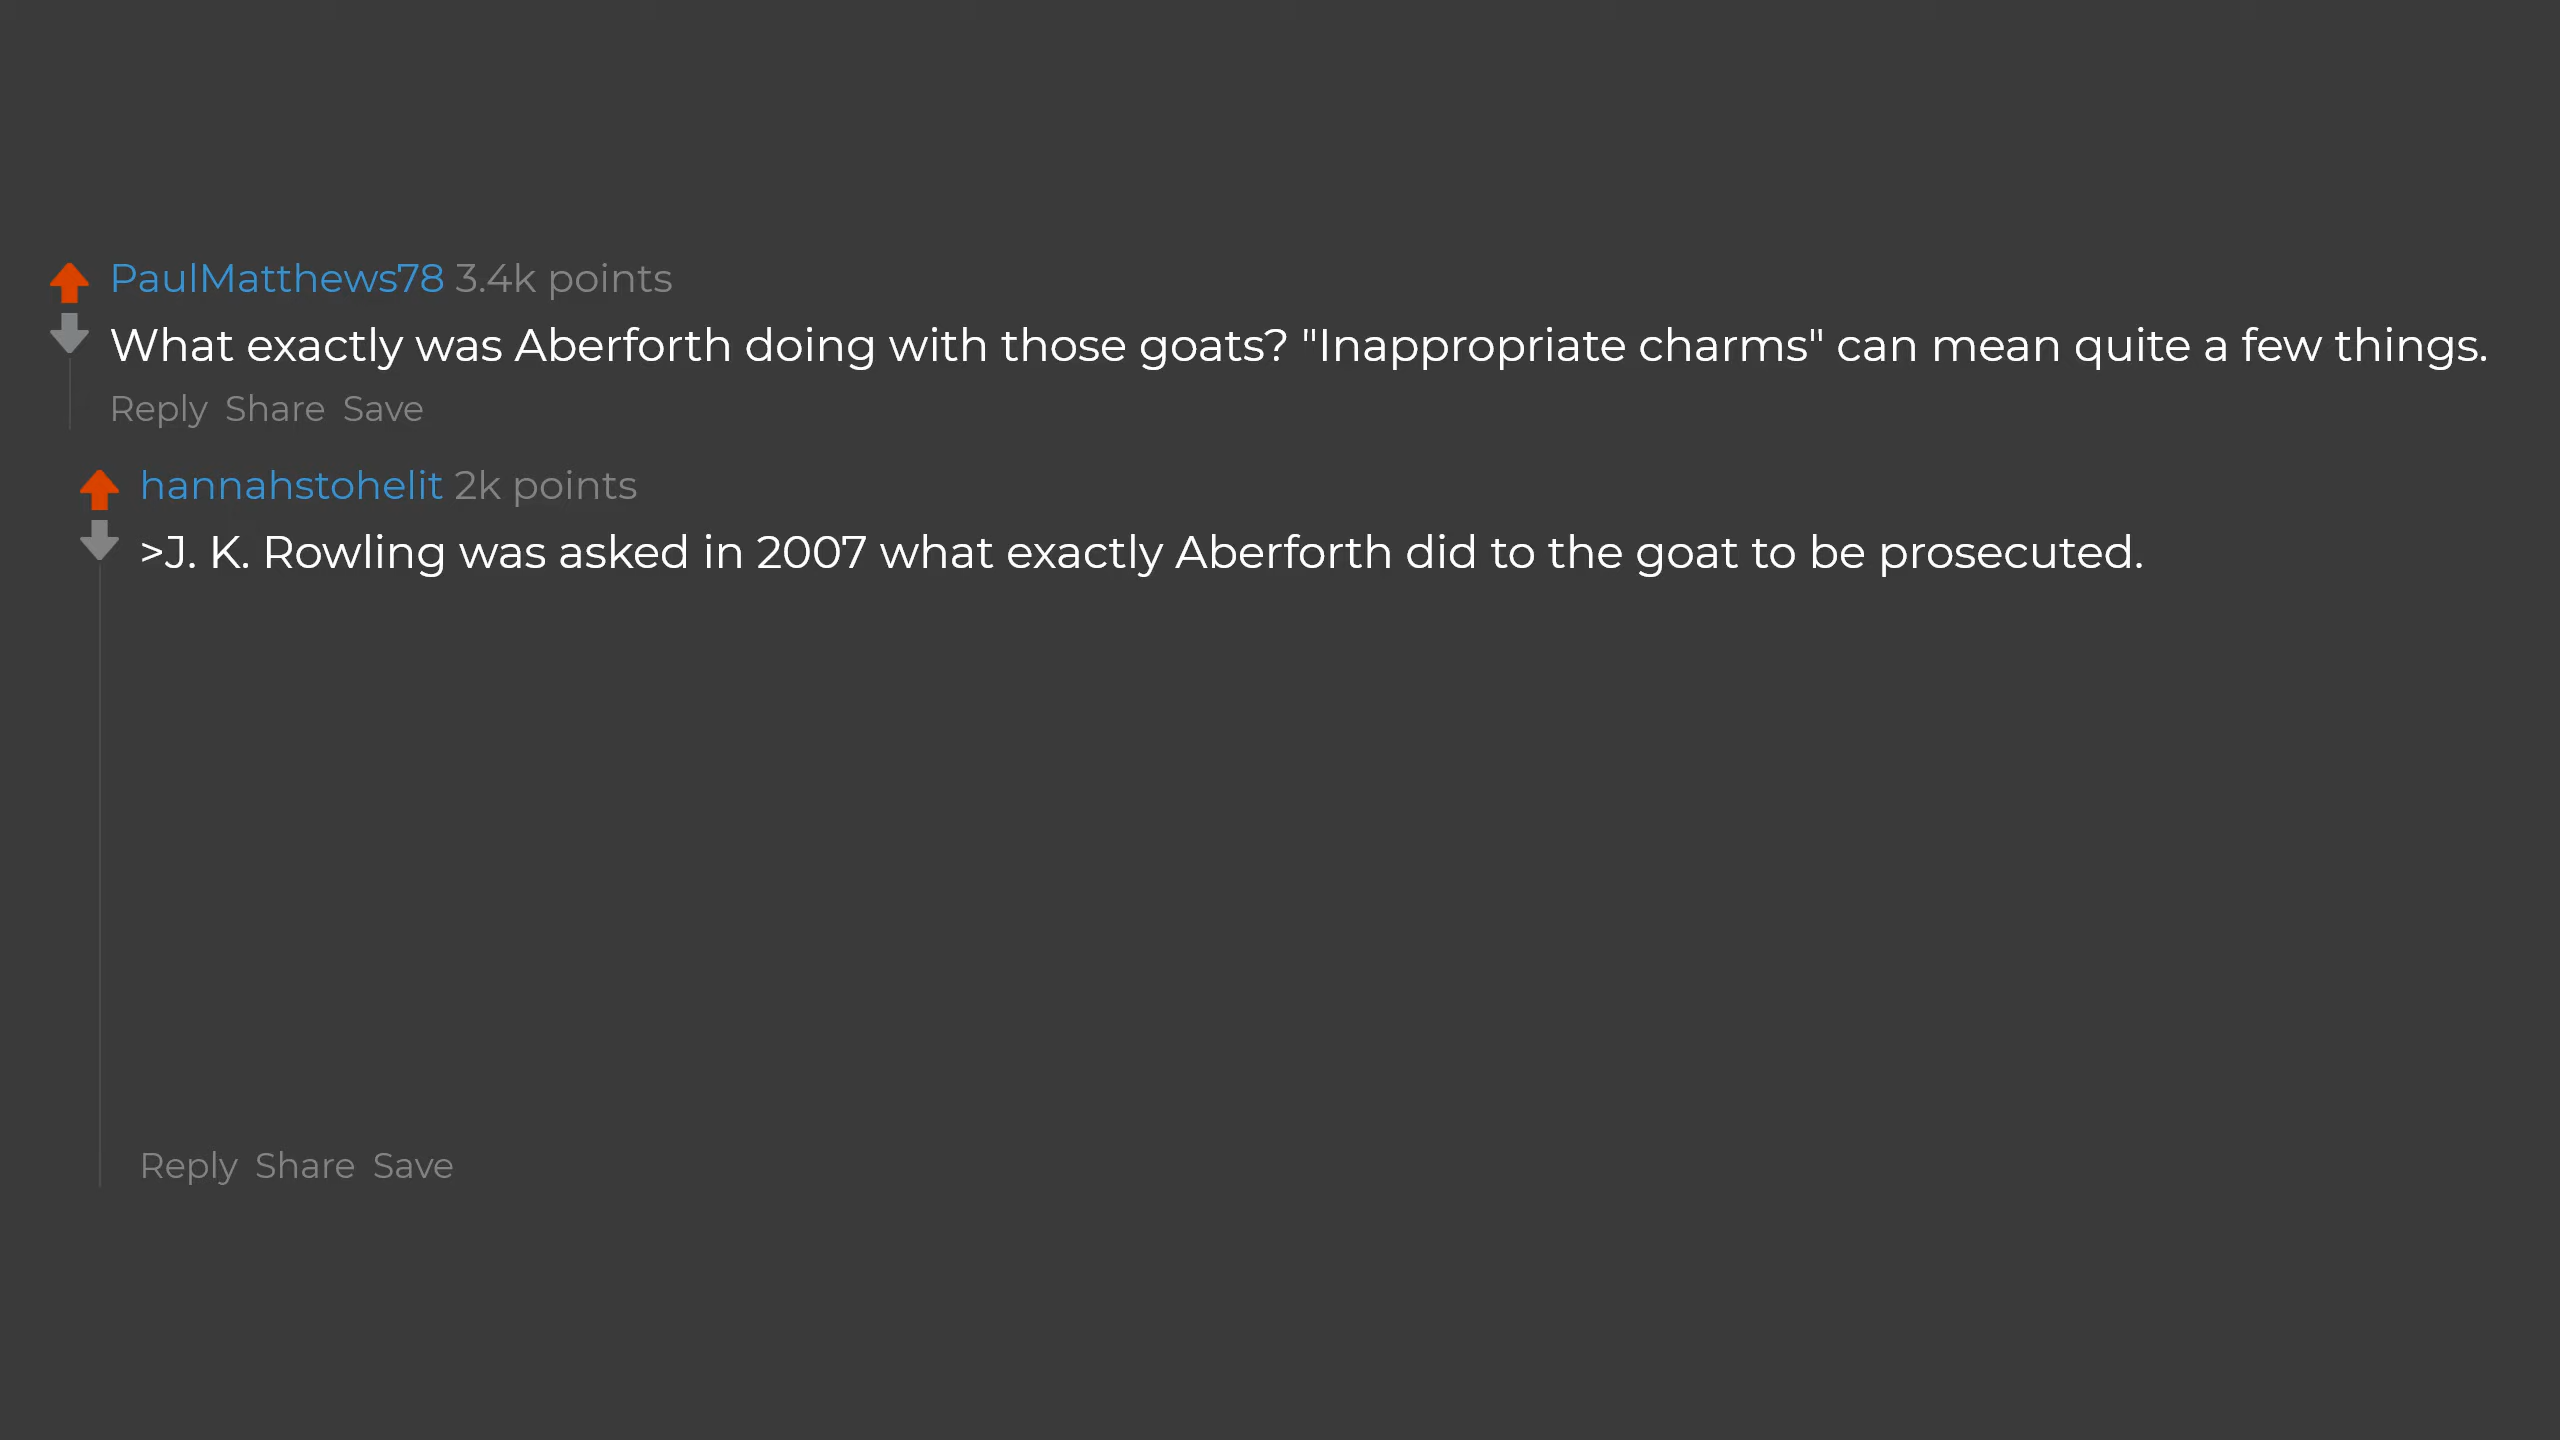 PaulMatthews78 3.4k points
What exactly was Aberforth doing with those goats? "Inappropriate charms" can mean quite a few things.
Reply Share Save
hannahstohelit 2k points
>J. K. Rowling was asked in 2007 what exactly Aberforth did to the goat to be prosecuted.
Reply Share Save